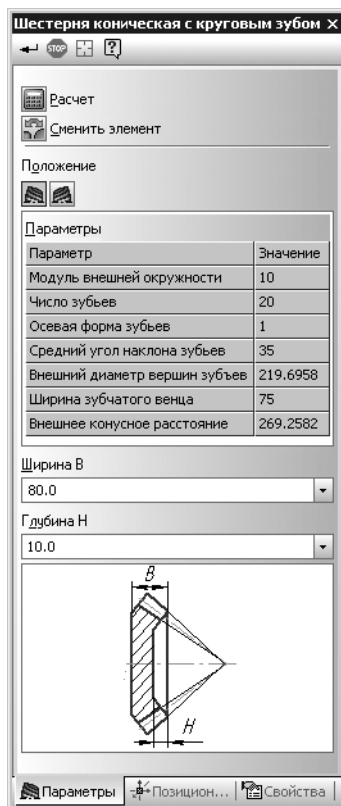 Шестерня коническая с круговым зубом ×
STOP
Расчет
Сменить элемент
Положение
Параметры
Параметр Значение
Модуль внешней окружности 10
Число зубьев 20
Осевая форма зубьев 1
Средний угол наклона зубьев 35
Внешний диаметр вершин зубъев 219.6958
Ширина зубчатого венца 75
Внешнее конусное расстояние 269.2582
Ширина B
80.0
Глубина H
10.0
B
H
Параметры Позицион... Свойства